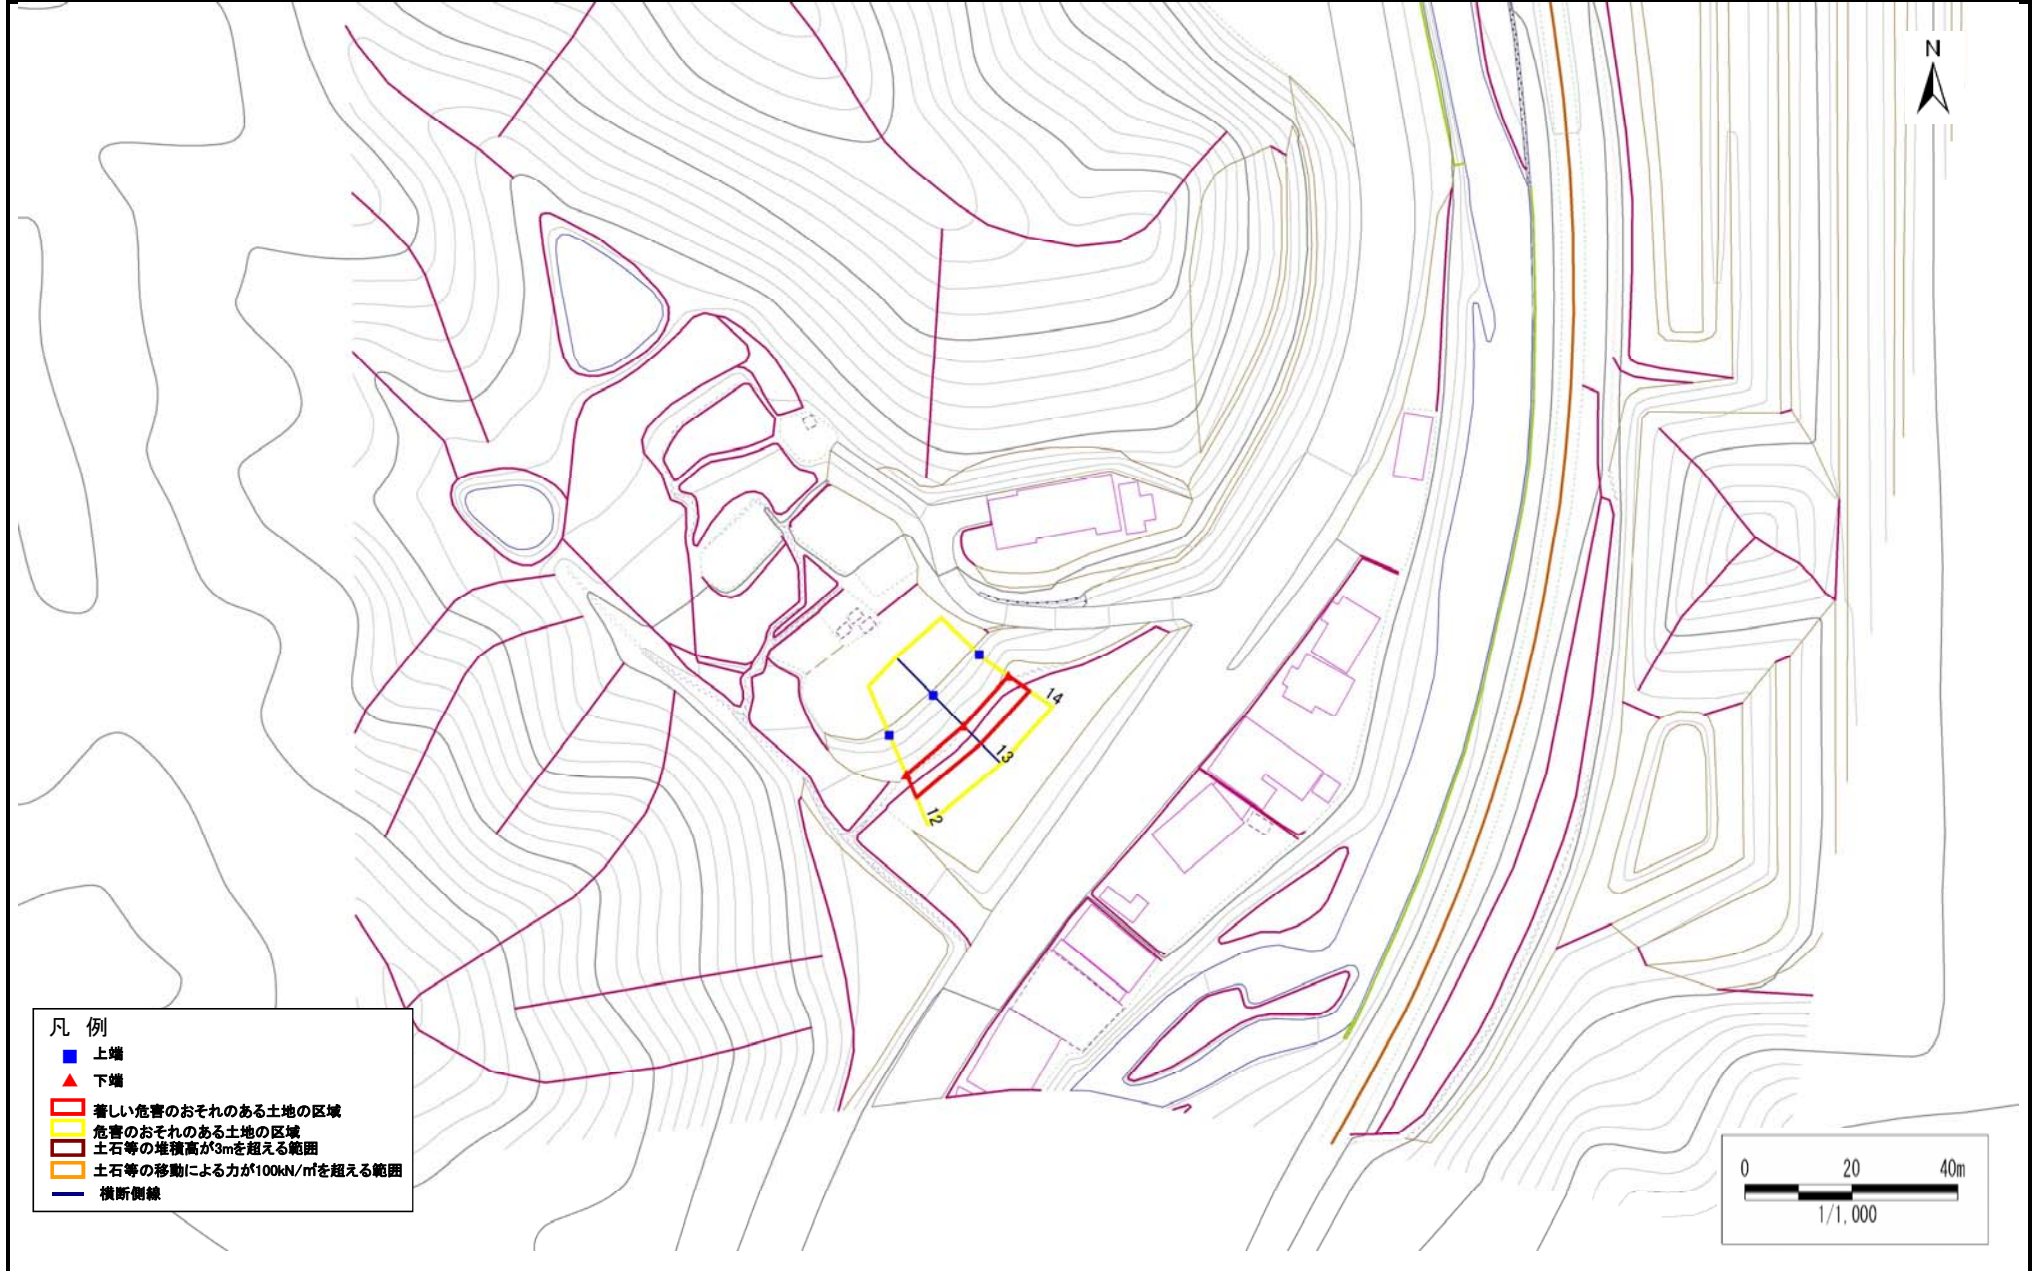 N
14
13
12
凡 例
上端
下端
著しい危害のおそれのある土地の区域
危害のおそれのある土地の区域
土石等の堆積高が3mを超える範囲
土石等の移動による力が100kN/㎡を超える範囲
横断側線
0 20 40m
1/1,000